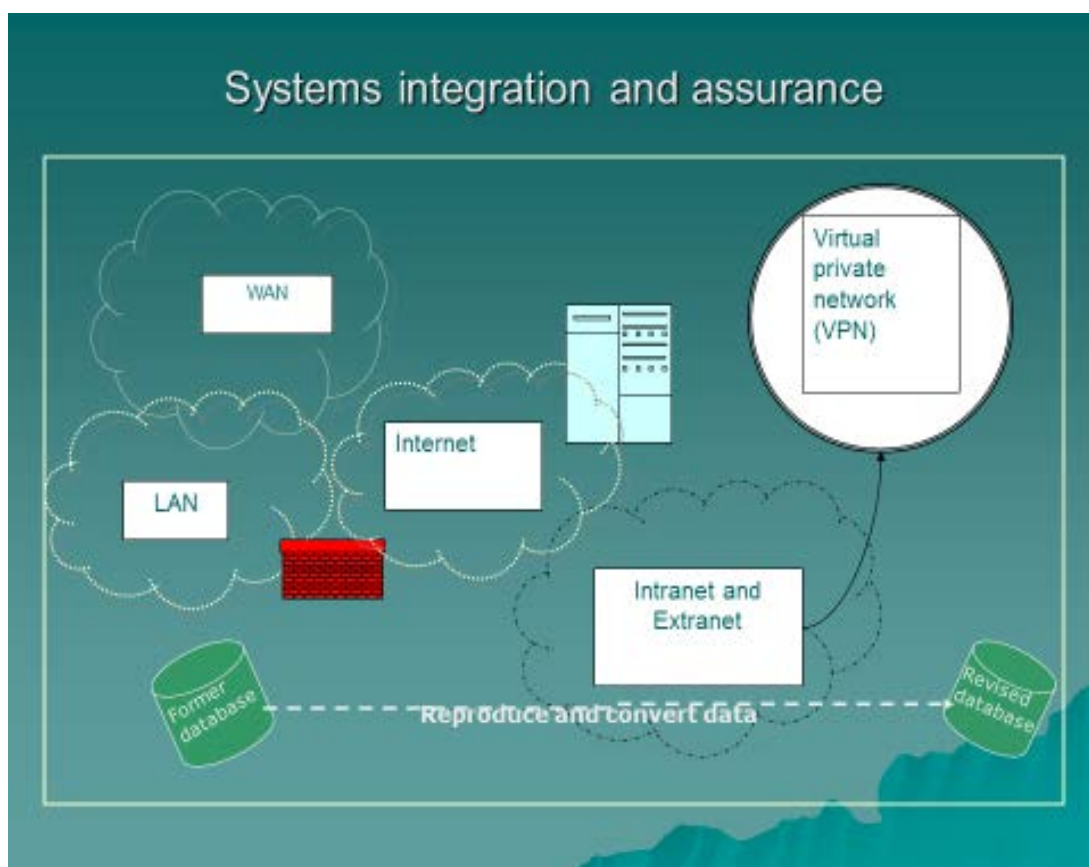 Systems integration and assurance
WAN
Virtual
private
network
(VPN)
Internet
LAN
Intranet and
Extranet
Former
database
Reproduce and convert data
Revised
database